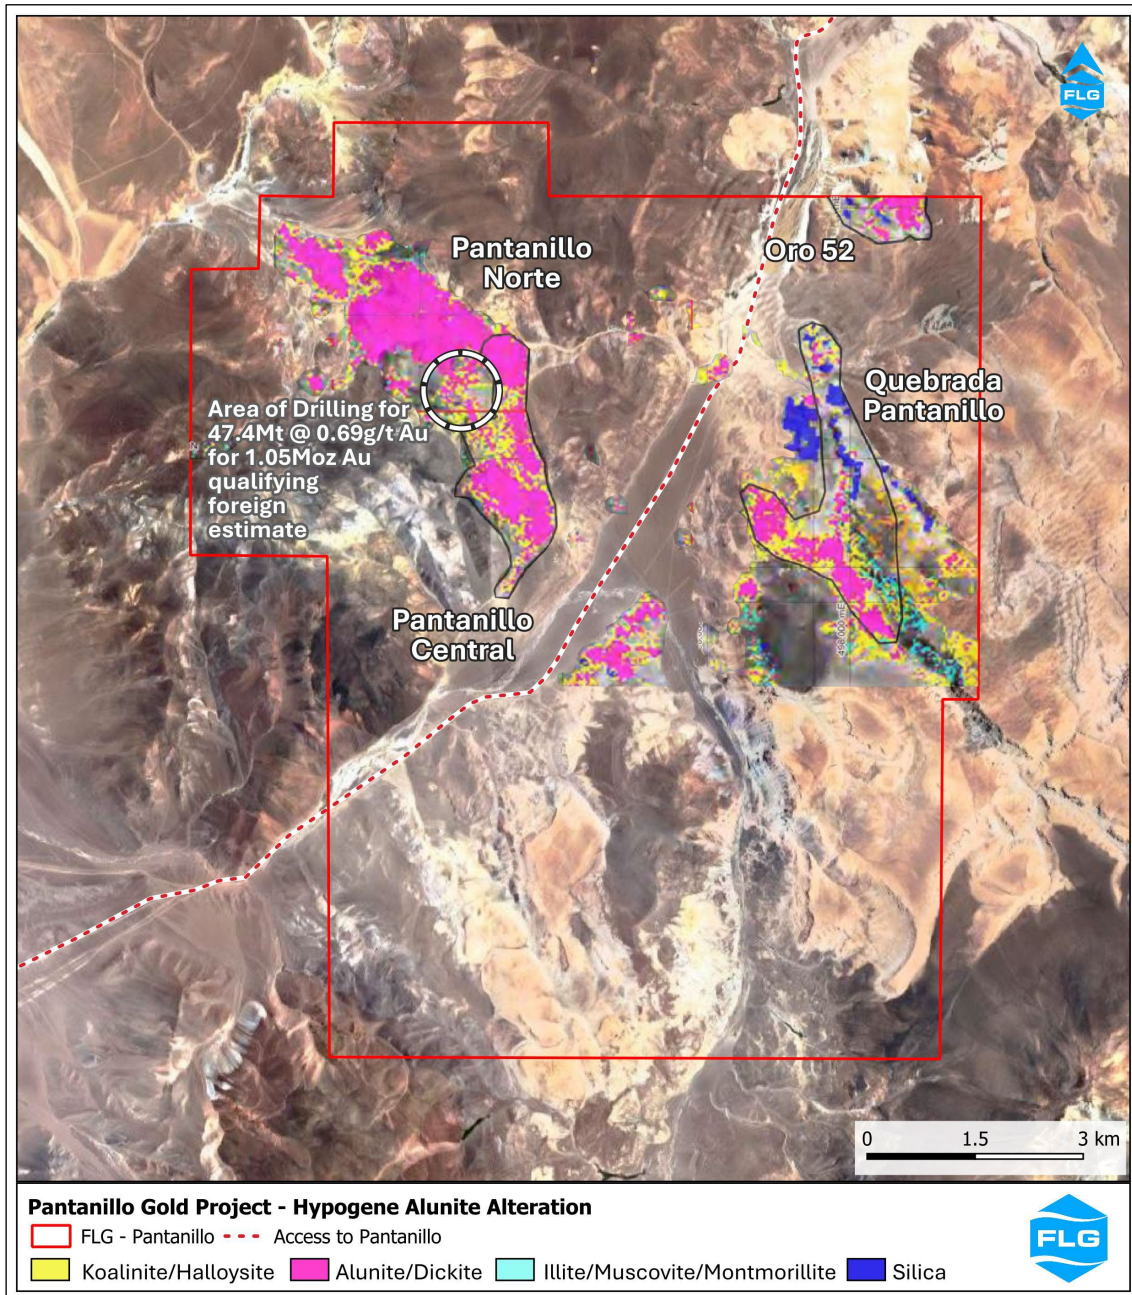 FLG
Pantanillo
Norte
Oro 52
Quebrada
Pantanillo
Area of Drilling for
47.4Mt @ 0.69g/t Au
for 1.05Moz Au
qualifying
foreign
estimate
Pantanillo
Central
498000 mE
0 1.5 3 km
Pantanillo Gold Project - Hypogene Alunite Alteration
FLG - Pantanillo Access to Pantanillo
Koalinite/Halloysite Alunite/Dickite Illite/Muscovite/Montmorillite Silica
FLG